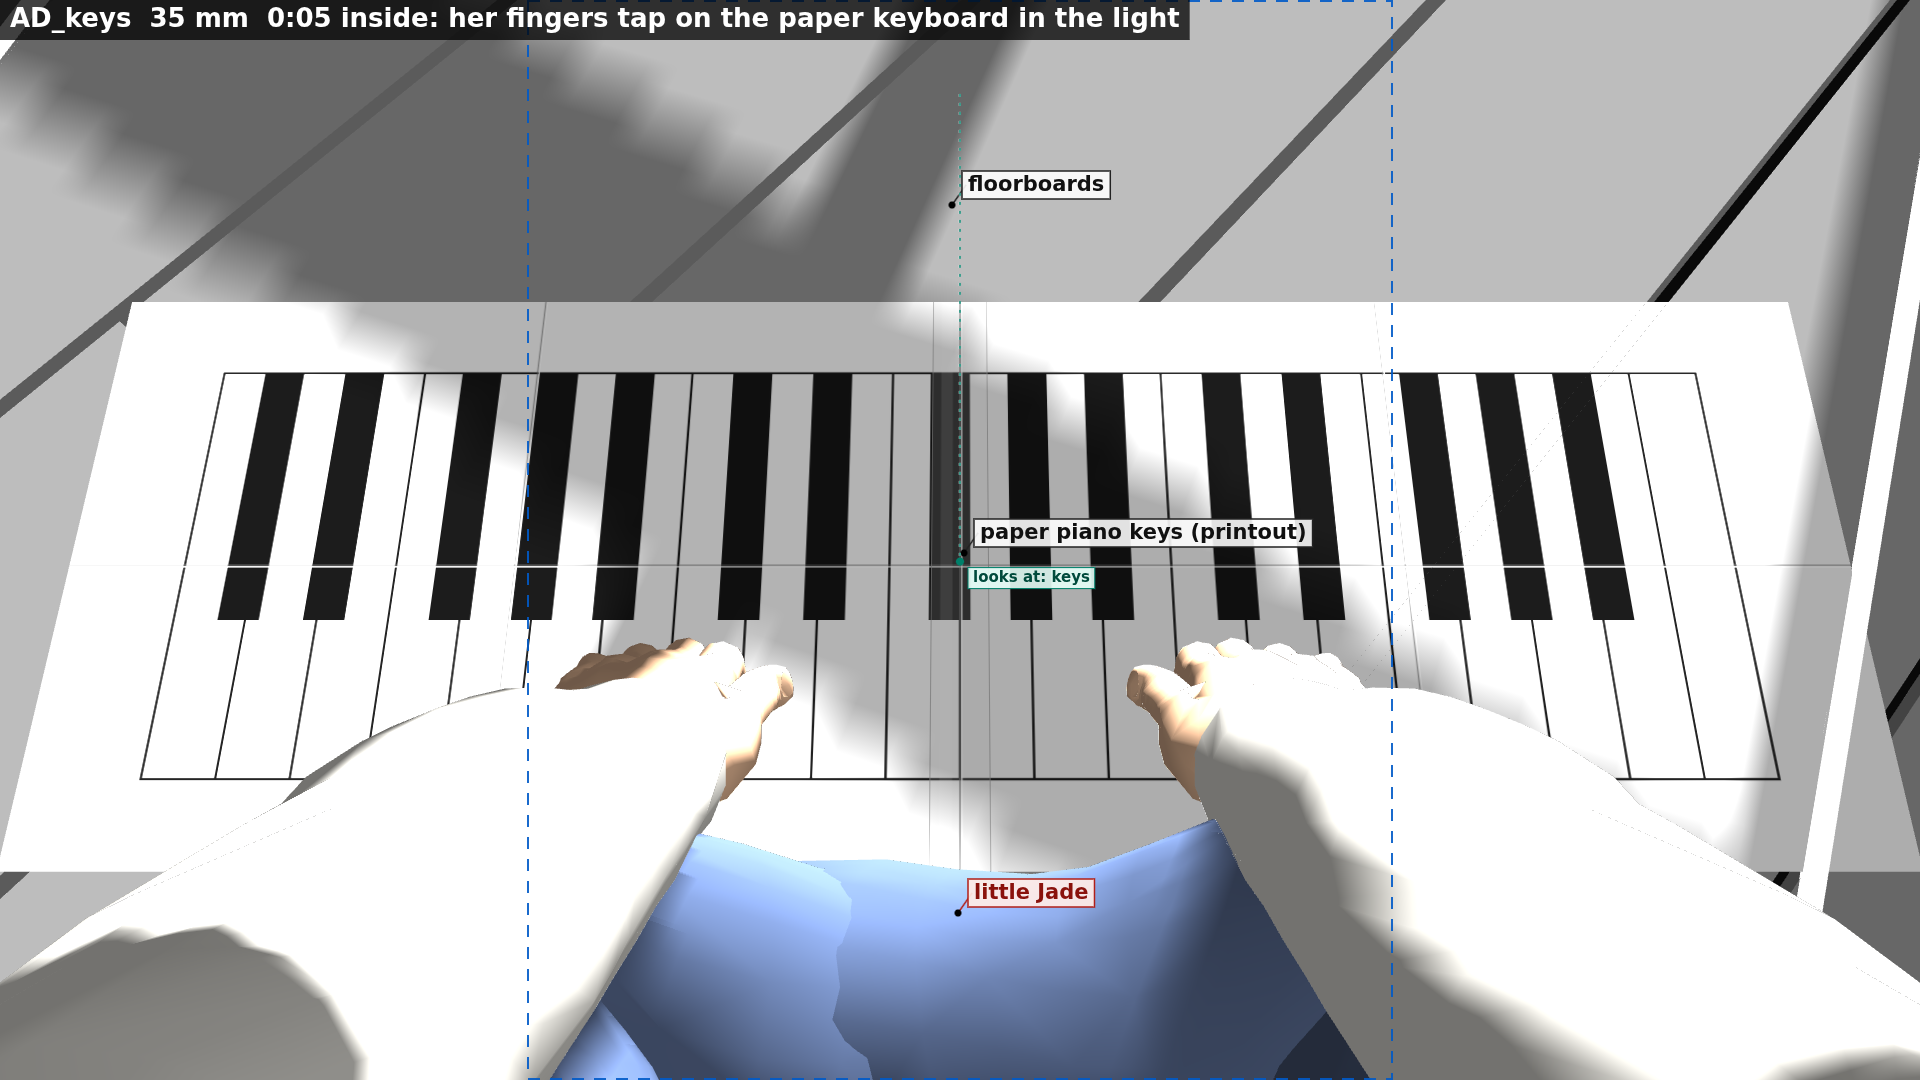 AD_keys 35 mm 0:05 inside: her fingers tap on the paper keyboard in the light
floorboards
paper piano keys (printout)
looks at: keys
little Jade